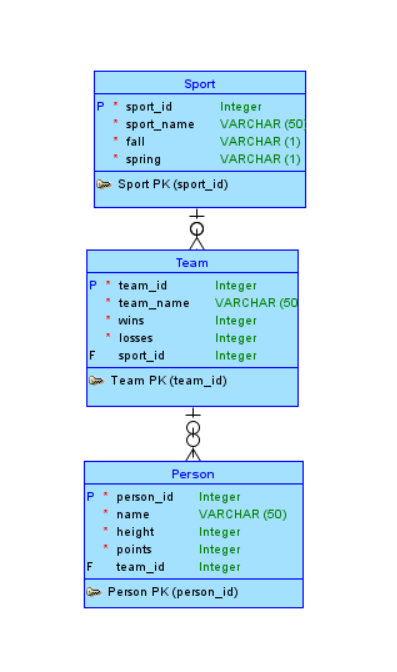 Sport
P * sport_id Integer
* sport_name VARCHAR (50
* fall VARCHAR (1)
* spring VARCHAR (1)
Sport PK (sport_id)
Team
P * team_id Integer
* team_name VARCHAR (50
* wins Integer
* losses Integer
F sport_id Integer
Team PK (team_id)
Person
P * person_id Integer
* name VARCHAR (50)
* height Integer
* points Integer
F team_id Integer
Person PK (person_id)